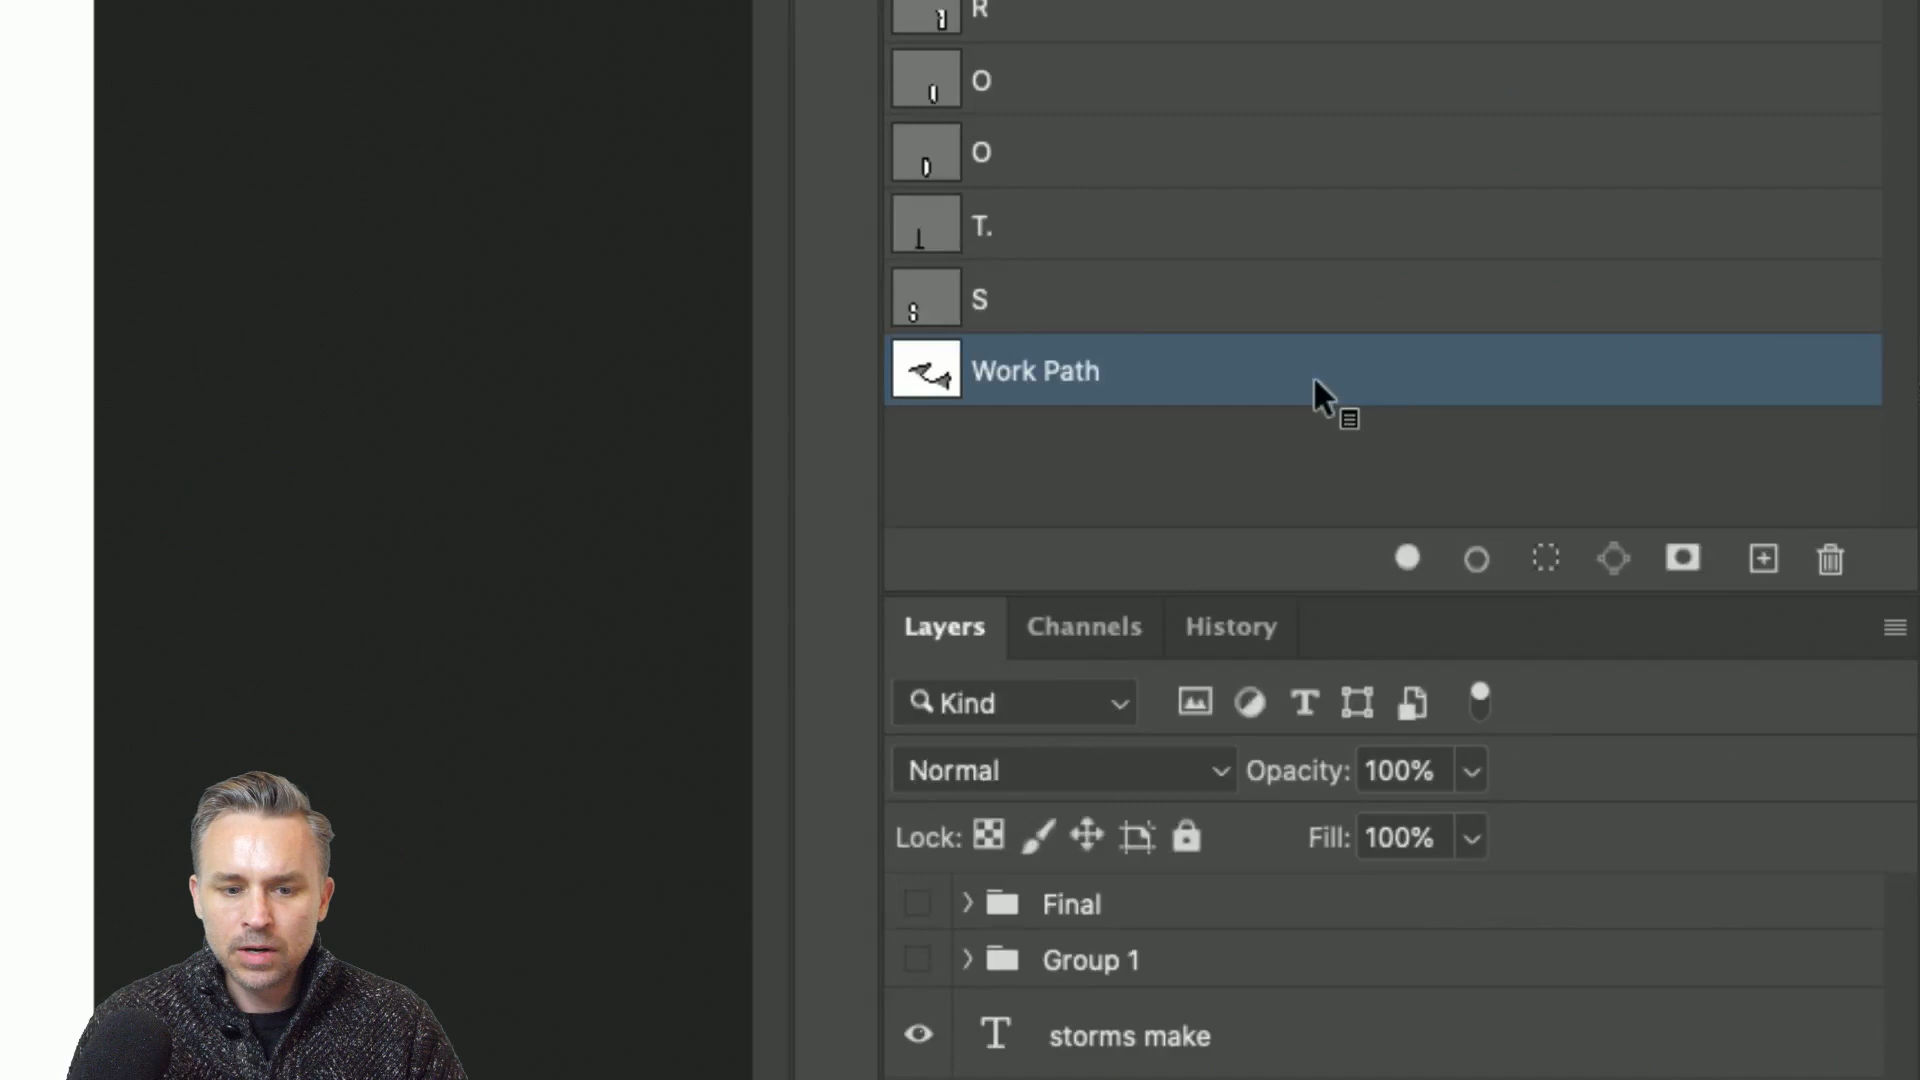 R
O
O
T.
S
Work Path
Layers Channels History
Kind
Normal Opacity: 100%
Lock: Fill: 100%
Final
Group 1
T storms make